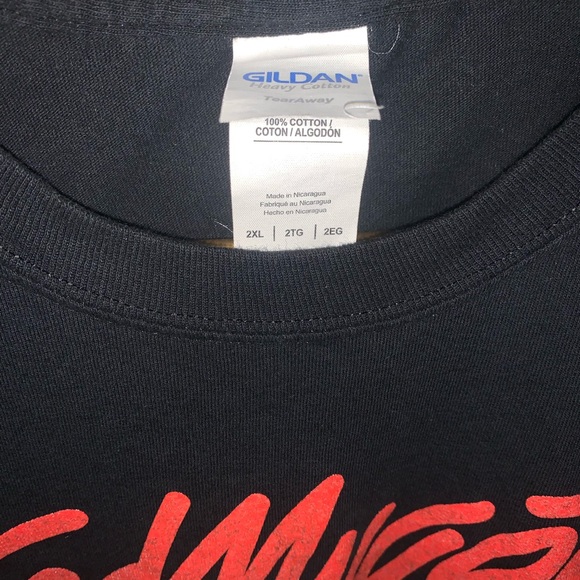 GILDAN®
Heavy Cotton
TearAway
100% COTTON /
COTON / ALGODÓN
Made in Nicaragua
Fabriqué au Nicaragua
Hecho en Nicaragua
2XL | 2TG | 2EG